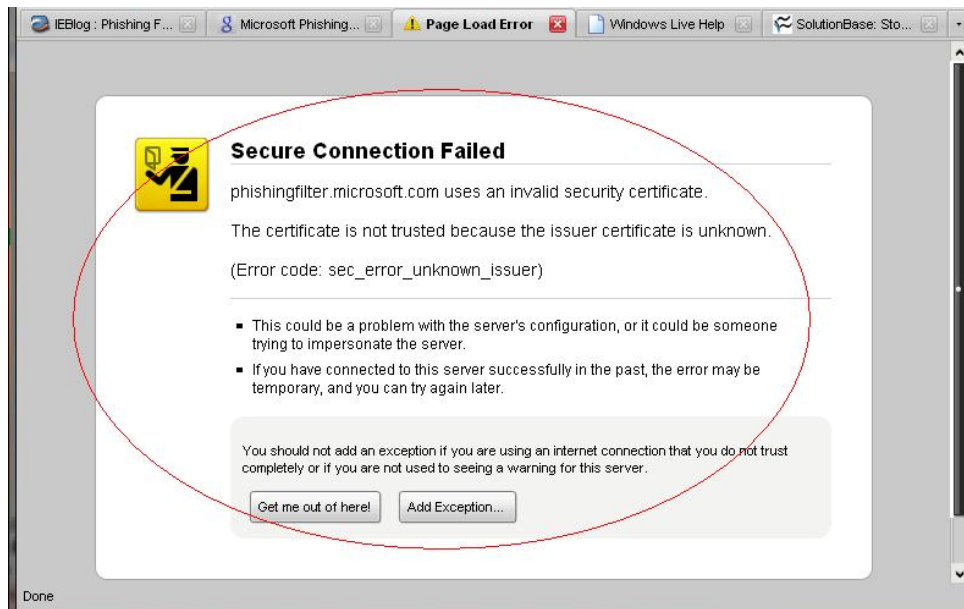 IEBlog : Phishing F...
Microsoft Phishing...
Page Load Error
Windows Live Help
SolutionBase: Sto...
Secure Connection Failed
phishingfilter.microsoft.com uses an invalid security certificate.
The certificate is not trusted because the issuer certificate is unknown.
(Error code: sec_error_unknown_issuer)
This could be a problem with the server's configuration, or it could be someone
trying to impersonate the server.
If you have connected to this server successfully in the past, the error may be
temporary, and you can try again later.
You should not add an exception if you are using an internet connection that you do not trust
completely or if you are not used to seeing a warning for this server.
Get me out of here!
Add Exception...
Done